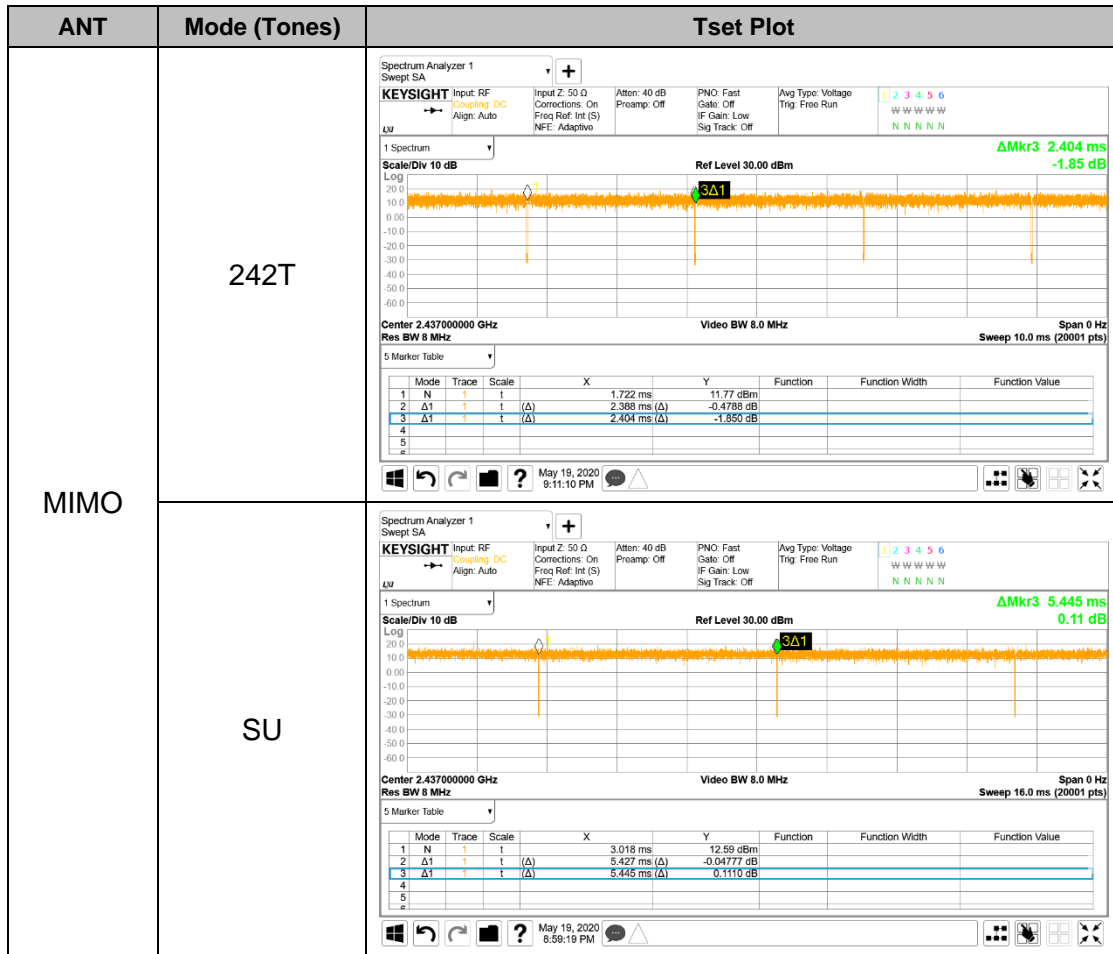 ANT Mode (Tones) Tset Plot
MIMO
242T
Spectrum Analyzer 1
Swept SA
+
KEYSIGHT Input: RF Input Z: 50 Ω Atten: 40 dB PNO: Fast Avg Type: Voltage 1 2 3 4 5 6
Coupling: DC Corrections: On Preamp: Off Gate: Off Trig: Free Run W W W W W
Align: Auto Freq Ref: Int (S) IF Gain: Low N N N N N
NFE: Adaptive Sig Track: Off
1 Spectrum ΔMkr3 2.404 ms
Scale/Div 10 dB Ref Level 30.00 dBm -1.85 dB
Log
20.0 1 3Δ1
10.0
0.00
-10.0
-20.0
-30.0
-40.0
-50.0
-60.0
Center 2.437000000 GHz Video BW 8.0 MHz Span 0 Hz
Res BW 8 MHz Sweep 10.0 ms (20001 pts)
5 Marker Table
Mode Trace Scale X Y Function Function Width Function Value
1 N 1 t 1.722 ms 11.77 dBm
2 Δ1 1 t (Δ) 2.388 ms (Δ) -0.4788 dB
3 Δ1 1 t (Δ) 2.404 ms (Δ) -1.850 dB
4
5
? May 19, 2020
9:11:10 PM
SU
Spectrum Analyzer 1
Swept SA
+
KEYSIGHT Input: RF Input Z: 50 Ω Atten: 40 dB PNO: Fast Avg Type: Voltage 1 2 3 4 5 6
Coupling: DC Corrections: On Preamp: Off Gate: Off Trig: Free Run W W W W W
Align: Auto Freq Ref: Int (S) IF Gain: Low N N N N N
NFE: Adaptive Sig Track: Off
1 Spectrum ΔMkr3 5.445 ms
Scale/Div 10 dB Ref Level 30.00 dBm 0.11 dB
Log
20.0 1 3Δ1
10.0
0.00
-10.0
-20.0
-30.0
-40.0
-50.0
-60.0
Center 2.437000000 GHz Video BW 8.0 MHz Span 0 Hz
Res BW 8 MHz Sweep 16.0 ms (20001 pts)
5 Marker Table
Mode Trace Scale X Y Function Function Width Function Value
1 N 1 t 3.018 ms 12.59 dBm
2 Δ1 1 t (Δ) 5.427 ms (Δ) -0.04777 dB
3 Δ1 1 t (Δ) 5.445 ms (Δ) 0.1110 dB
4
5
? May 19, 2020
8:59:19 PM